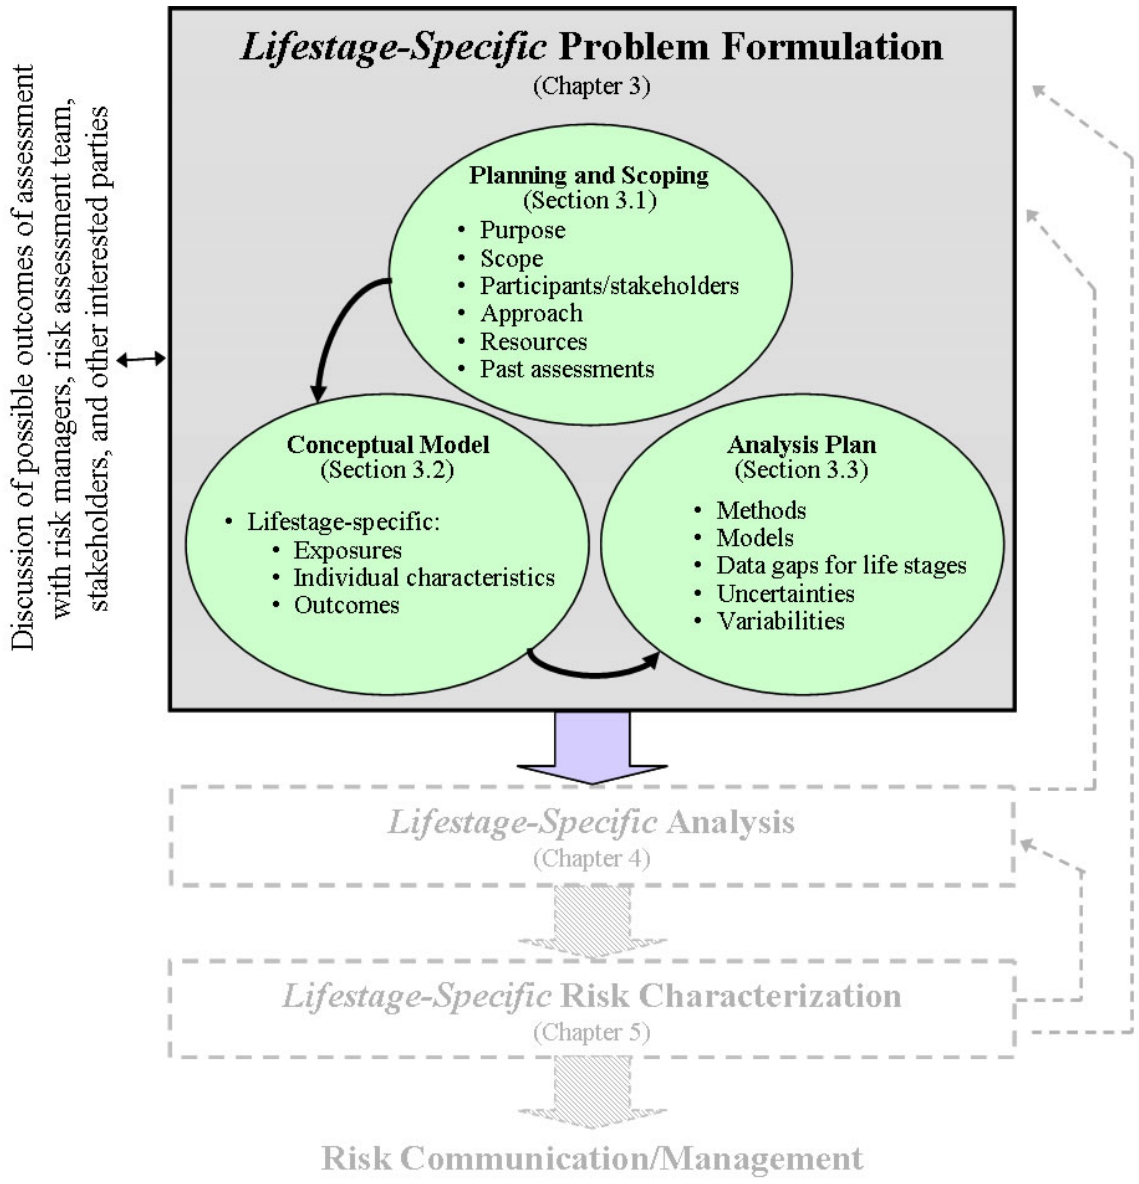 Lifestage-Specific Problem Formulation
(Chapter 3)
Discussion of possible outcomes of assessment
with risk managers, risk assessment team,
stakeholders, and other interested parties
Planning and Scoping
(Section 3.1)
• Purpose
• Scope
• Participants/stakeholders
• Approach
• Resources
• Past assessments
Conceptual Model
(Section 3.2)
• Lifestage-specific:
• Exposures
• Individual characteristics
• Outcomes
Analysis Plan
(Section 3.3)
• Methods
• Models
• Data gaps for life stages
• Uncertainties
• Variabilities
Lifestage-Specific Analysis
(Chapter 4)
Lifestage-Specific Risk Characterization
(Chapter 5)
Risk Communication/Management